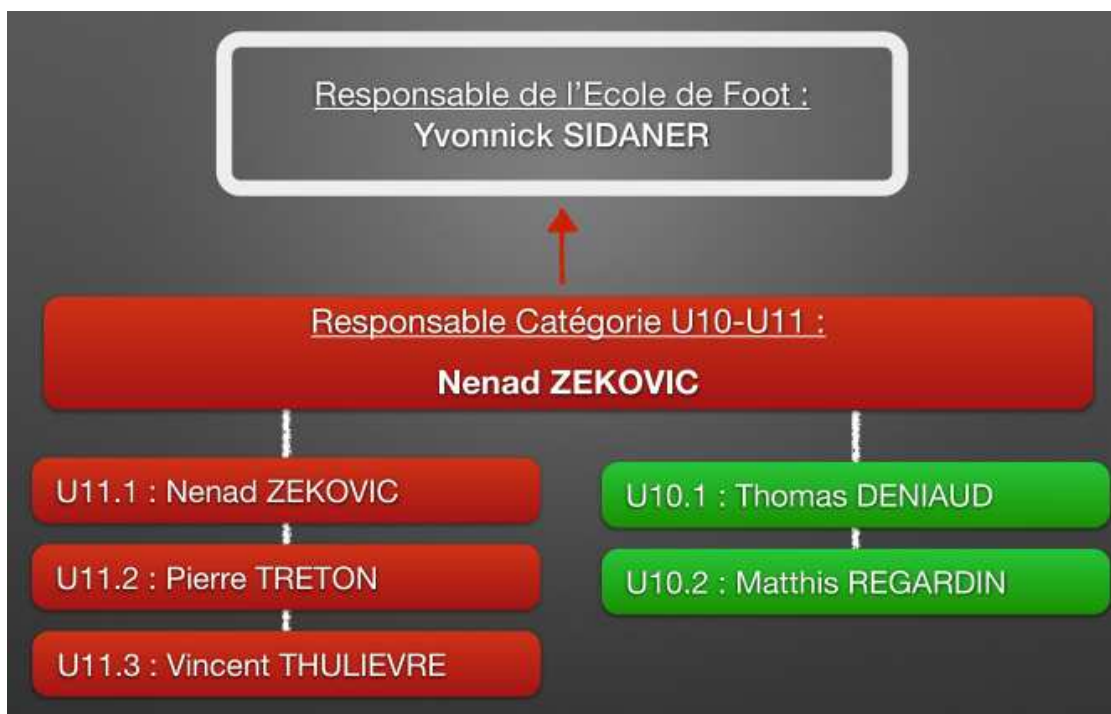 Responsable de l'Ecole de Foot :
Yvonnick SIDANER
Responsable Catégorie U10-U11 :
Nenad ZEKOVIC
U11.1 : Nenad ZEKOVIC
U11.2 : Pierre TRETON
U11.3 : Vincent THULIEVRE
U10.1 : Thomas DENIAUD
U10.2 : Matthis REGARDIN